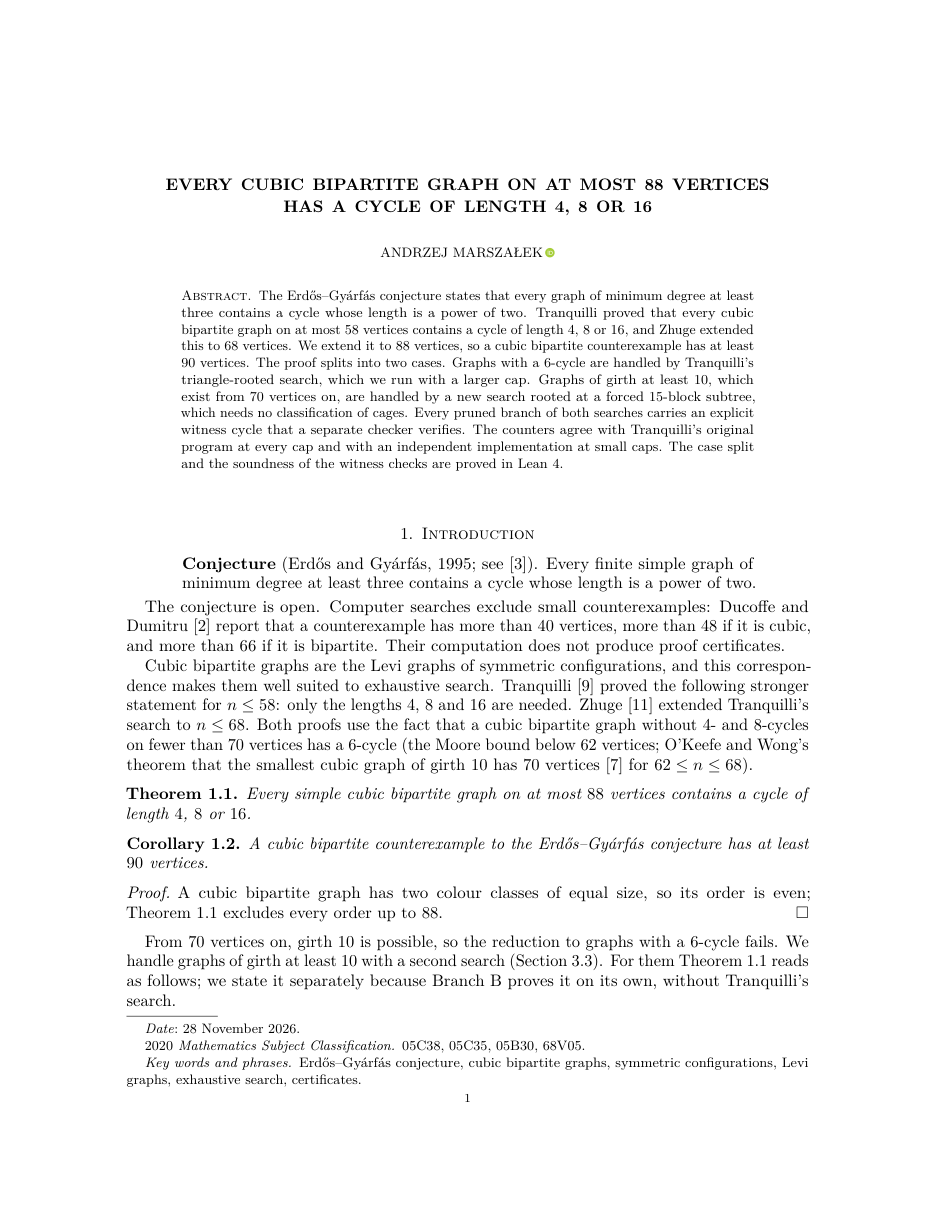 EVERY CUBIC BIPARTITE GRAPH ON AT MOST 88 VERTICES
HAS A CYCLE OF LENGTH 4, 8 OR 16
ANDRZEJ MARSZAŁEK
ABSTRACT. The Erdős–Gyárfás conjecture states that every graph of minimum degree at least
three contains a cycle whose length is a power of two. Tranquilli proved that every cubic
bipartite graph on at most 58 vertices contains a cycle of length 4, 8 or 16, and Zhuge extended
this to 68 vertices. We extend it to 88 vertices, so a cubic bipartite counterexample has at least
90 vertices. The proof splits into two cases. Graphs with a 6-cycle are handled by Tranquilli's
triangle-rooted search, which we run with a larger cap. Graphs of girth at least 10, which
exist from 70 vertices on, are handled by a new search rooted at a forced 15-block subtree,
which needs no classification of cages. Every pruned branch of both searches carries an explicit
witness cycle that a separate checker verifies. The counters agree with Tranquilli's original
program at every cap and with an independent implementation at small caps. The case split
and the soundness of the witness checks are proved in Lean 4.
1. INTRODUCTION
Conjecture (Erdős and Gyárfás, 1995; see [3]). Every finite simple graph of
minimum degree at least three contains a cycle whose length is a power of two.
The conjecture is open. Computer searches exclude small counterexamples: Ducoffe and
Dumitru [2] report that a counterexample has more than 40 vertices, more than 48 if it is cubic,
and more than 66 if it is bipartite. Their computation does not produce proof certificates.
Cubic bipartite graphs are the Levi graphs of symmetric configurations, and this correspon-
dence makes them well suited to exhaustive search. Tranquilli [9] proved the following stronger
statement for n ≤ 58: only the lengths 4, 8 and 16 are needed. Zhuge [11] extended Tranquilli's
search to n ≤ 68. Both proofs use the fact that a cubic bipartite graph without 4- and 8-cycles
on fewer than 70 vertices has a 6-cycle (the Moore bound below 62 vertices; O'Keefe and Wong's
theorem that the smallest cubic graph of girth 10 has 70 vertices [7] for 62 ≤ n ≤ 68).
Theorem 1.1. Every simple cubic bipartite graph on at most 88 vertices contains a cycle of
length 4, 8 or 16.
Corollary 1.2. A cubic bipartite counterexample to the Erdős–Gyárfás conjecture has at least
90 vertices.
Proof. A cubic bipartite graph has two colour classes of equal size, so its order is even;
Theorem 1.1 excludes every order up to 88. □
From 70 vertices on, girth 10 is possible, so the reduction to graphs with a 6-cycle fails. We
handle graphs of girth at least 10 with a second search (Section 3.3). For them Theorem 1.1 reads
as follows; we state it separately because Branch B proves it on its own, without Tranquilli's
search.
Date: 28 November 2026.
2020 Mathematics Subject Classification. 05C38, 05C35, 05B30, 68V05.
Key words and phrases. Erdős–Gyárfás conjecture, cubic bipartite graphs, symmetric configurations, Levi
graphs, exhaustive search, certificates.
1